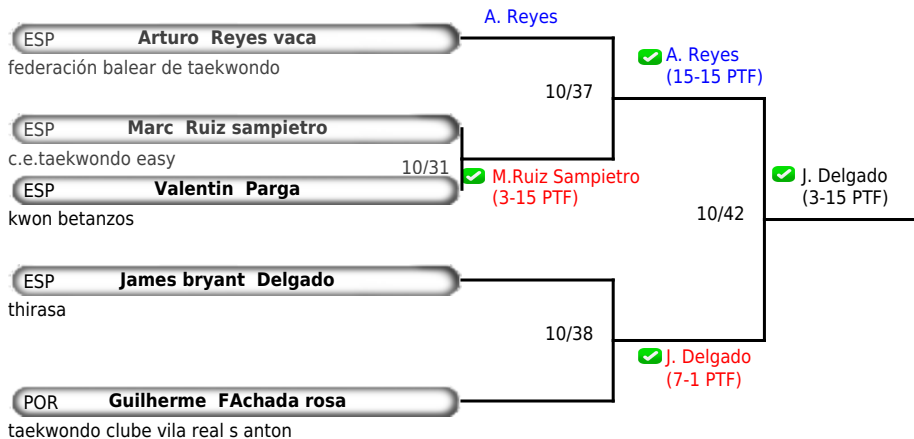 A. Reyes
ESP Arturo Reyes vaca
federación balear de taekwondo
A. Reyes
(15-15 PTF)
10/37
ESP Marc Ruiz sampietro
c.e.taekwondo easy
10/31
M.Ruiz Sampietro
(3-15 PTF)
ESP Valentin Parga
kwon betanzos
J. Delgado
(3-15 PTF)
10/42
ESP James bryant Delgado
thirasa
10/38
J. Delgado
(7-1 PTF)
POR Guilherme FAchada rosa
taekwondo clube vila real s anton